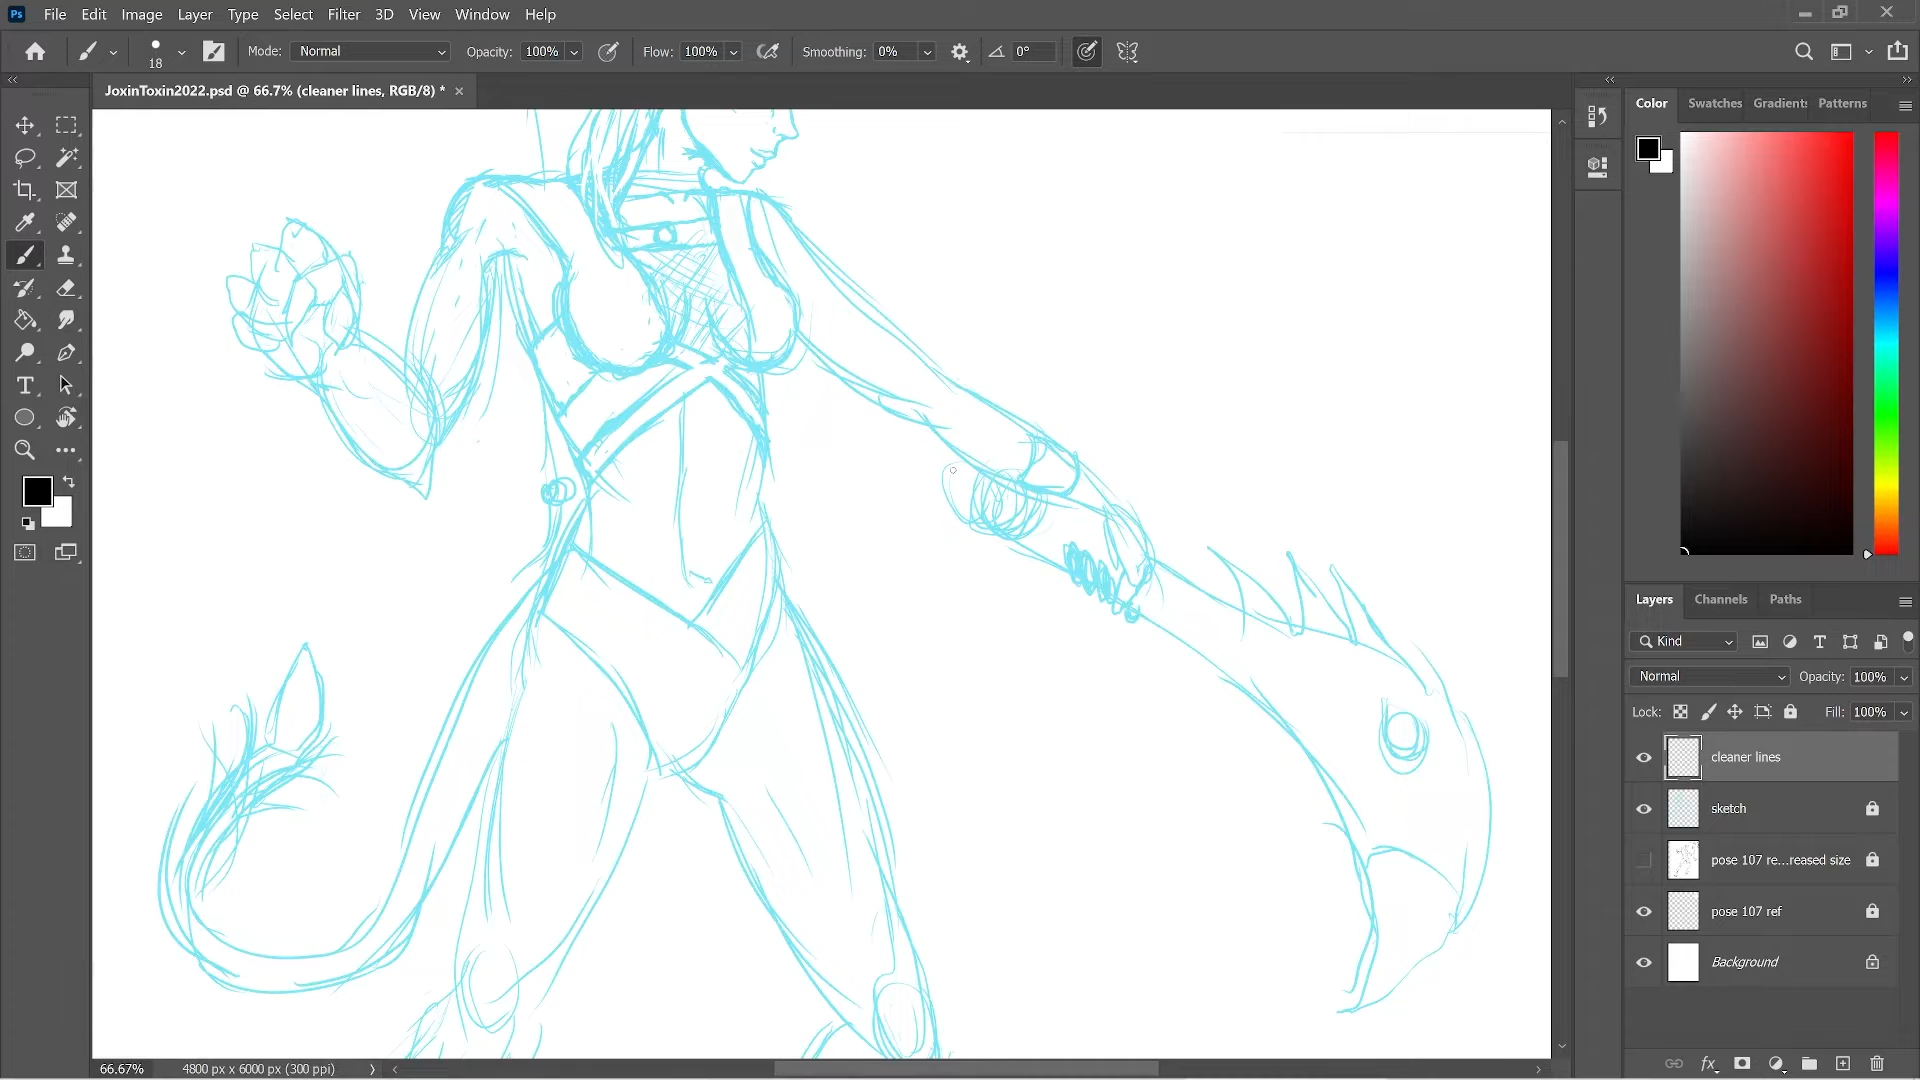 Ps File Edit Image Layer Type Select Filter 3D View Window Help
18 Mode: Normal Opacity: 100% Flow: 100% Smoothing: 0% 0°
JoxinToxin2022.psd @ 66.7% (cleaner lines, RGB/8) *
Color Swatches Gradients Patterns
Layers Channels Paths
Kind
Normal Opacity: 100%
Lock: Fill: 100%
cleaner lines
sketch
pose 107 re...reased size
pose 107 ref
Background
fx
66.67% 4800 px x 6000 px (300 ppi)